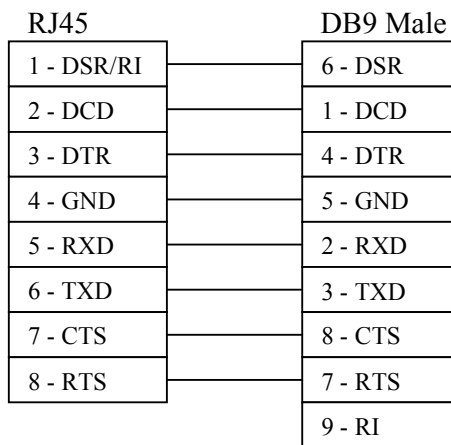 RJ45 DB9 Male
1 - DSR/RI 6 - DSR
2 - DCD 1 - DCD
3 - DTR 4 - DTR
4 - GND 5 - GND
5 - RXD 2 - RXD
6 - TXD 3 - TXD
7 - CTS 8 - CTS
8 - RTS 7 - RTS
9 - RI